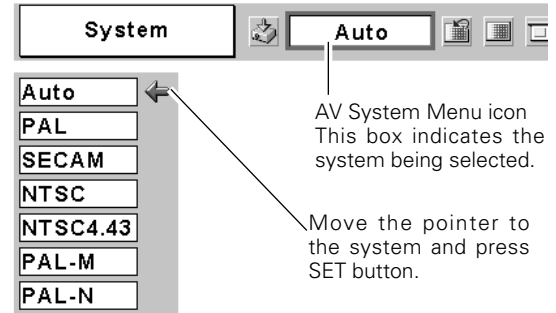 System
Auto
Auto
PAL
SECAM
NTSC
NTSC4.43
PAL-M
PAL-N
AV System Menu icon
This box indicates the
system being selected.
Move the pointer to
the system and press
SET button.